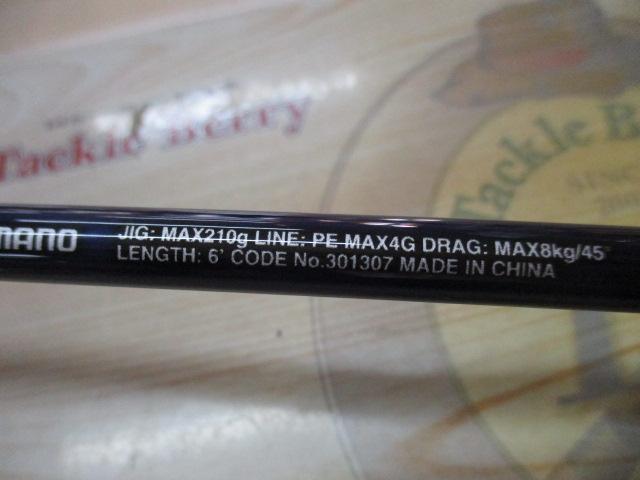 Tackle Berry
Tackle B
SINC
MANO
JIG: MAX210g LINE: PE MAX4G DRAG: MAX8kg/45°
LENGTH: 6' CODE No.301307 MADE IN CHINA